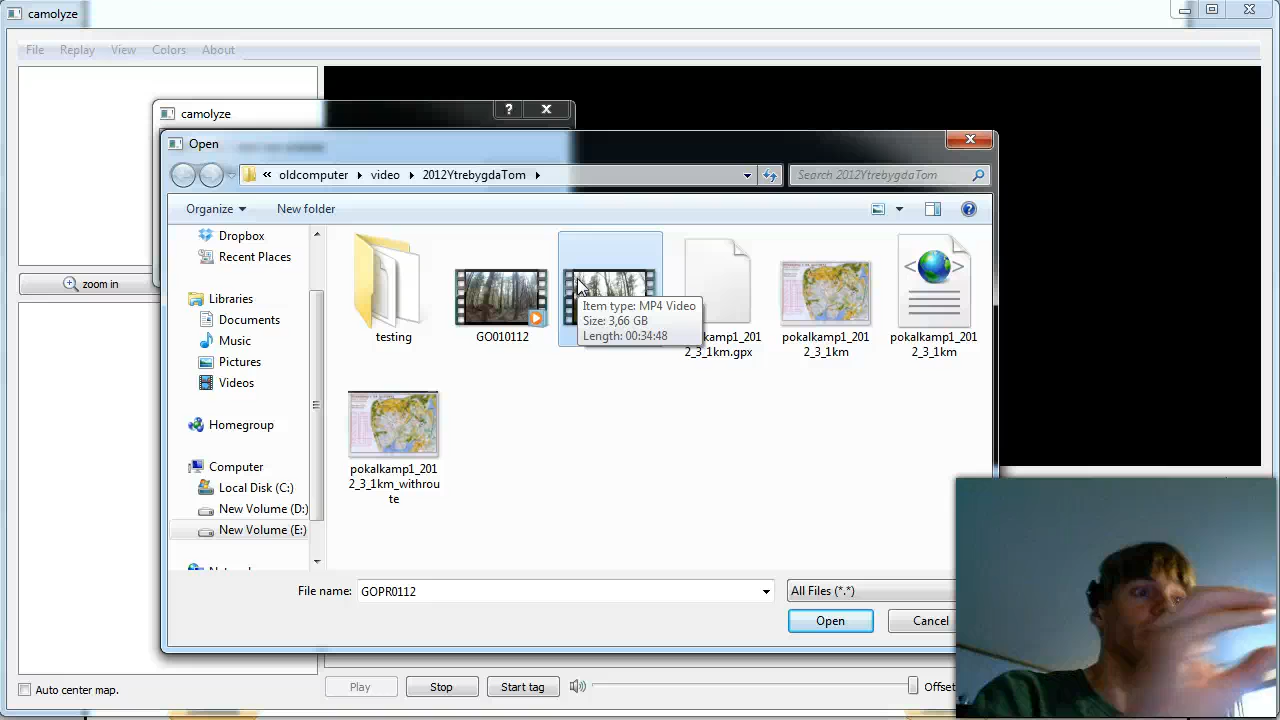 camolyze
File Replay View Colors About
camolyze
Open
« oldcomputer video 2012YtrebygdaTom
Search 2012YtrebygdaTom
Organize New folder
Dropbox
Recent Places
Libraries
Documents
Music
Pictures
Videos
Homegroup
Computer
Local Disk (C:)
New Volume (D:)
New Volume (E:)
testing
GO010112
Item type: MP4 Video
Size: 3,66 GB
Length: 00:34:48
kamp1_201
2_3_1km.gpx
pokalkamp1_201
2_3_1km
pokalkamp1_201
2_3_1km
pokalkamp1_201
2_3_1km_withrou
te
zoom in
File name: GOPR0112
All Files (*.*)
Open Cancel
Auto center map.
Play Stop Start tag Offset